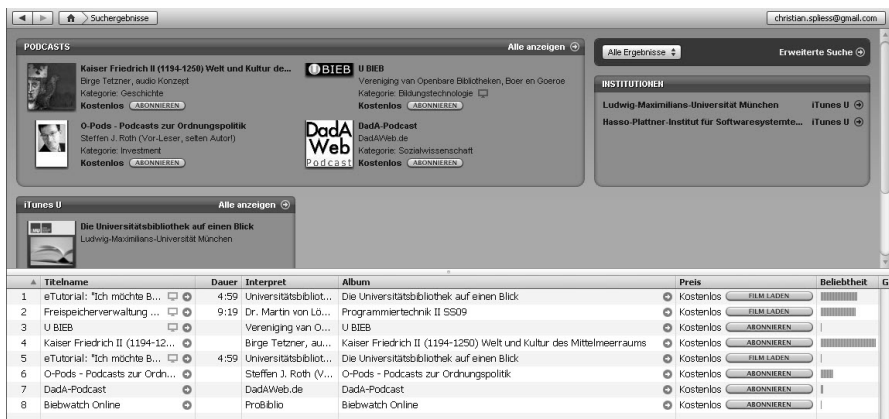 Suchergebnisse
christian.spliess@gmail.com
PODCASTS
Alle anzeigen
Kaiser Friedrich II (1194-1250) Welt und Kultur de...
Birge Tetzner, audio Konzept
Kategorie: Geschichte
Kostenlos ABONNIEREN
BIEB
U BIEB
Vereniging van Openbare Bibliotheken, Boer en Goeroe
Kategorie: Bildungstechnologie
Kostenlos ABONNIEREN
O-Pods - Podcasts zur Ordnungspolitik
Steffen J. Roth (Vor-Leser, selten Autor!)
Kategorie: Investment
Kostenlos ABONNIEREN
DadA
Web
Podcast
DadA-Podcast
DadAWeb.de
Kategorie: Sozialwissenschaft
Kostenlos ABONNIEREN
Alle Ergebnisse
Erweiterte Suche
INSTITUTIONEN
Ludwig-Maximilians-Universität München iTunes U
Hasso-Plattner-Institut für Softwaresystemte... iTunes U
iTunes U
Alle anzeigen
Die Universitätsbibliothek auf einen Blick
Ludwig-Maximilians-Universität München
Titelname Dauer Interpret Album Preis Beliebtheit G
1 eTutorial: "Ich möchte B... 4:59 Universitätsbibliot... Die Universitätsbibliothek auf einen Blick Kostenlos FILM LADEN
2 Freispeicherverwaltung ... 9:19 Dr. Martin von Lö... Programmiertechnik II SS09 Kostenlos FILM LADEN
3 U BIEB Vereniging van O... U BIEB Kostenlos ABONNIEREN
4 Kaiser Friedrich II (1194-12... Birge Tetzner, au... Kaiser Friedrich II (1194-1250) Welt und Kultur des Mittelmeerraums Kostenlos ABONNIEREN
5 eTutorial: "Ich möchte B... 4:59 Universitätsbibliot... Die Universitätsbibliothek auf einen Blick Kostenlos FILM LADEN
6 O-Pods - Podcasts zur Ordn... Steffen J. Roth (V... O-Pods - Podcasts zur Ordnungspolitik Kostenlos ABONNIEREN
7 DadA-Podcast DadAWeb.de DadA-Podcast Kostenlos ABONNIEREN
8 Biebwatch Online ProBiblio Biebwatch Online Kostenlos ABONNIEREN